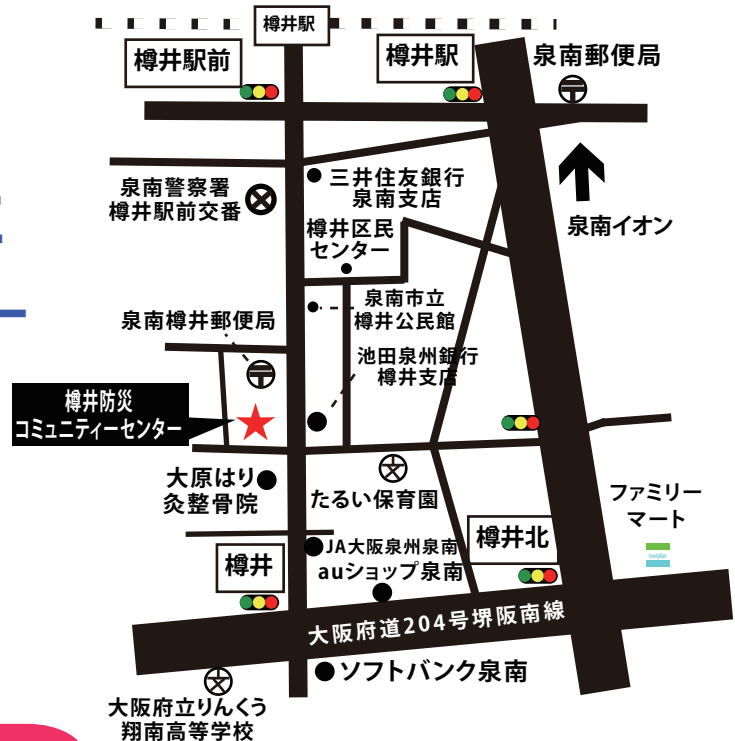 樽井駅
樽井駅前
樽井駅
泉南郵便局
泉南警察署
樽井駅前交番
三井住友銀行
泉南支店
泉南イオン
樽井区民
センター
泉南市立
樽井公民館
泉南樽井郵便局
池田泉州銀行
樽井支店
樽井防災
コミュニティーセンター
大原はり
灸整骨院
たるい保育園
ファミリー
マート
FamilyMart
樽井北
JA大阪泉州泉南
auショップ泉南
樽井
大阪府道204号堺阪南線
ソフトバンク泉南
大阪府立りんくう
翔南高等学校